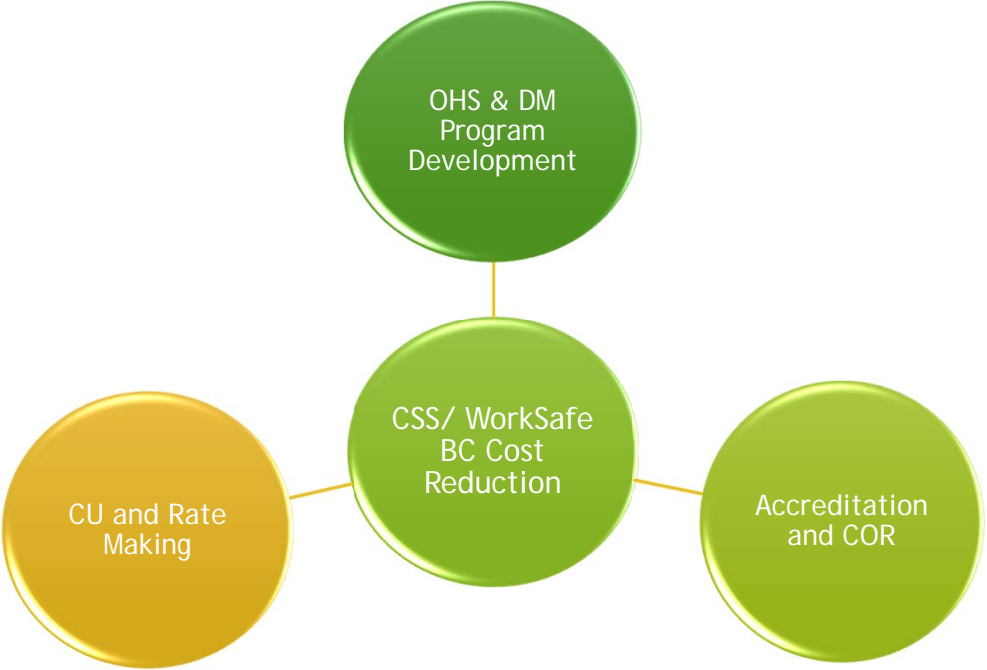 OHS & DM
Program
Development
CSS/ WorkSafe
BC Cost
Reduction
CU and Rate
Making
Accreditation
and COR